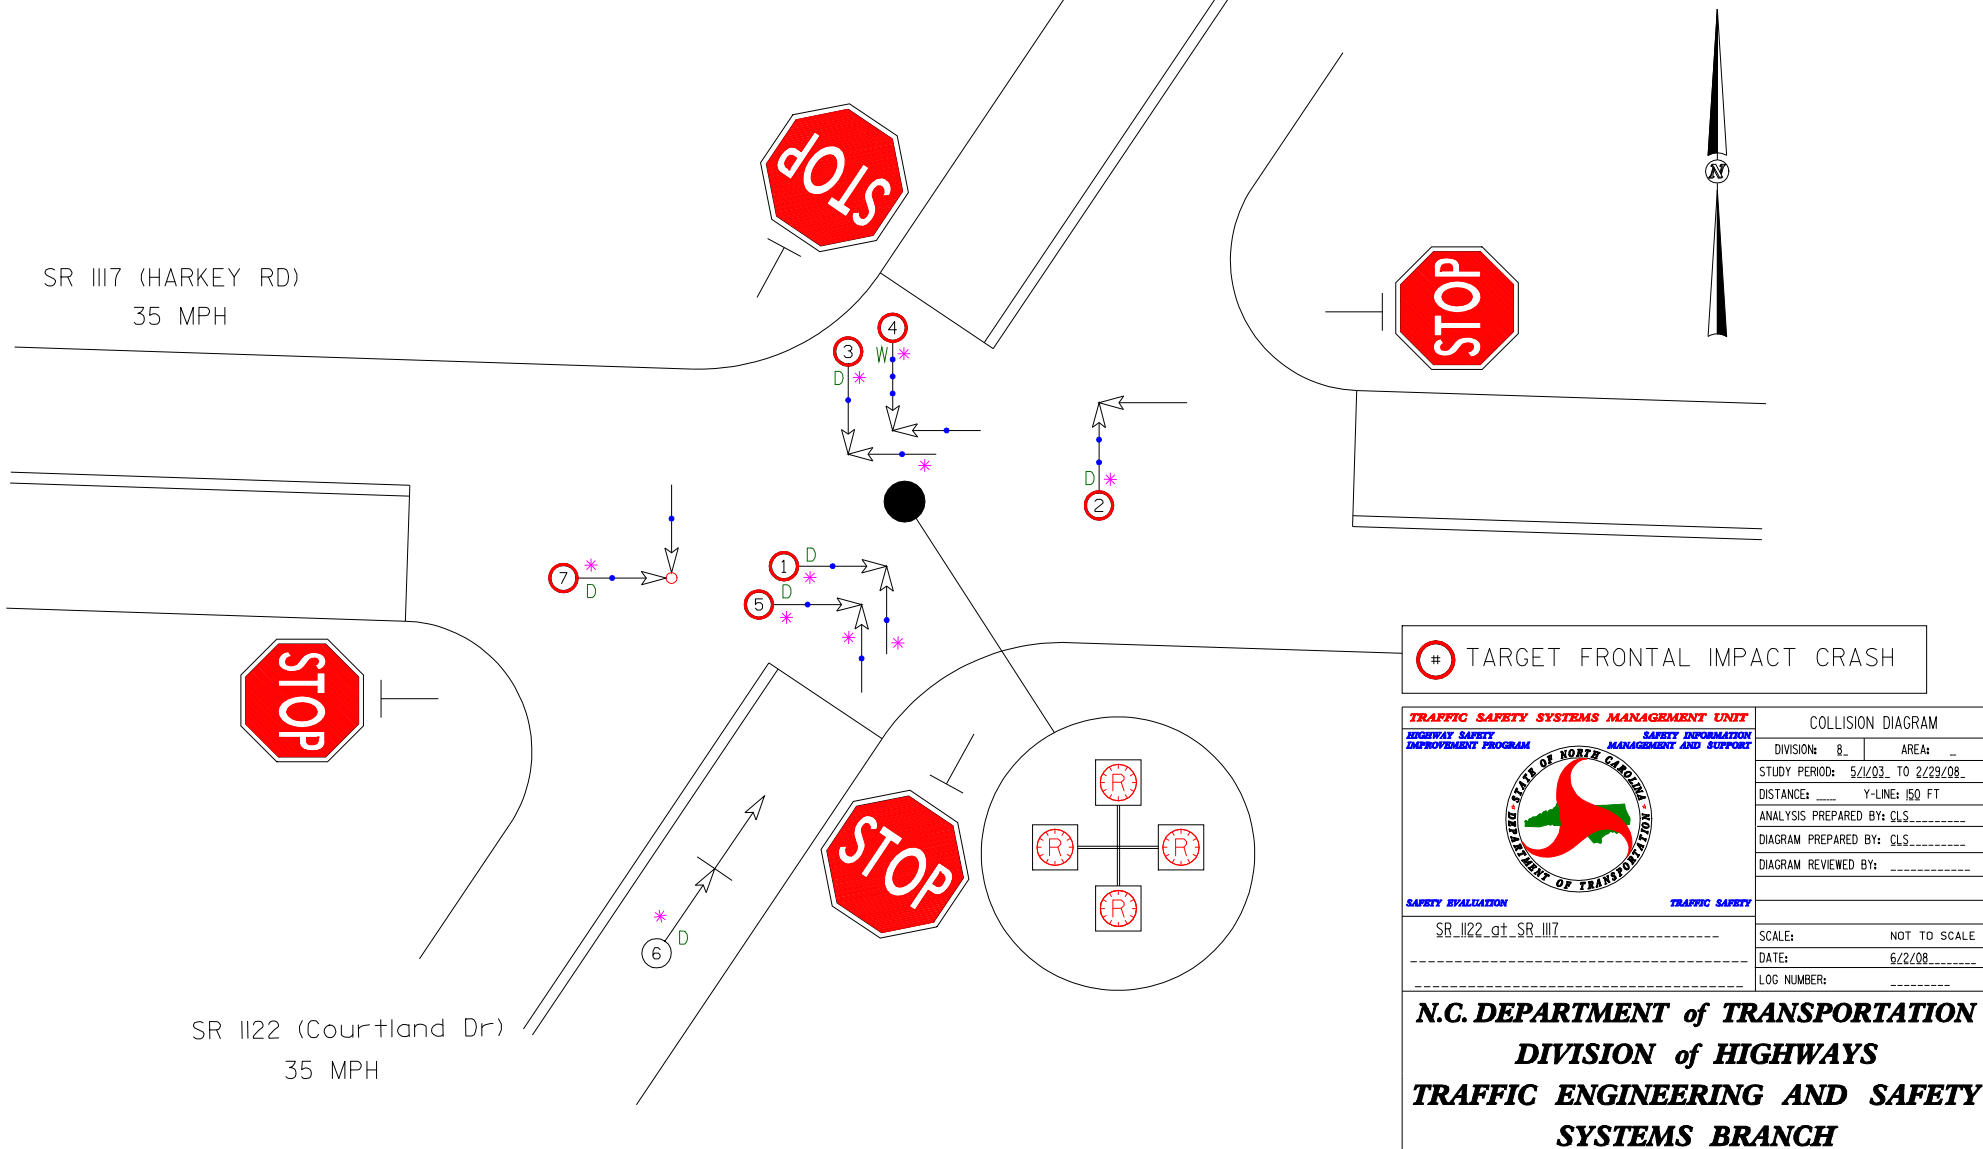 STOP
N
SR 1117 (HARKEY RD)
35 MPH
STOP
4
3
W *
D *
D *
2
7
*
D
1
D
*
5
D
*
*
*
STOP
STOP
6
*
D
R
R
R
R
SR 1122 (Courtland Dr)
35 MPH
# TARGET FRONTAL IMPACT CRASH
TRAFFIC SAFETY SYSTEMS MANAGEMENT UNIT
HIGHWAY SAFETY
IMPROVEMENT PROGRAM
SAFETY INFORMATION
MANAGEMENT AND SUPPORT
STATE OF NORTH CAROLINA
DEPARTMENT OF TRANSPORTATION
SAFETY EVALUATION
TRAFFIC SAFETY
SR 1122 at SR 1117
COLLISION DIAGRAM
DIVISION: 8 AREA:
STUDY PERIOD: 5/1/03 TO 2/29/08
DISTANCE: Y-LINE: 150 FT
ANALYSIS PREPARED BY: CLS
DIAGRAM PREPARED BY: CLS
DIAGRAM REVIEWED BY:
SCALE: NOT TO SCALE
DATE: 6/2/08
LOG NUMBER:
N.C. DEPARTMENT of TRANSPORTATION
DIVISION of HIGHWAYS
TRAFFIC ENGINEERING AND SAFETY
SYSTEMS BRANCH